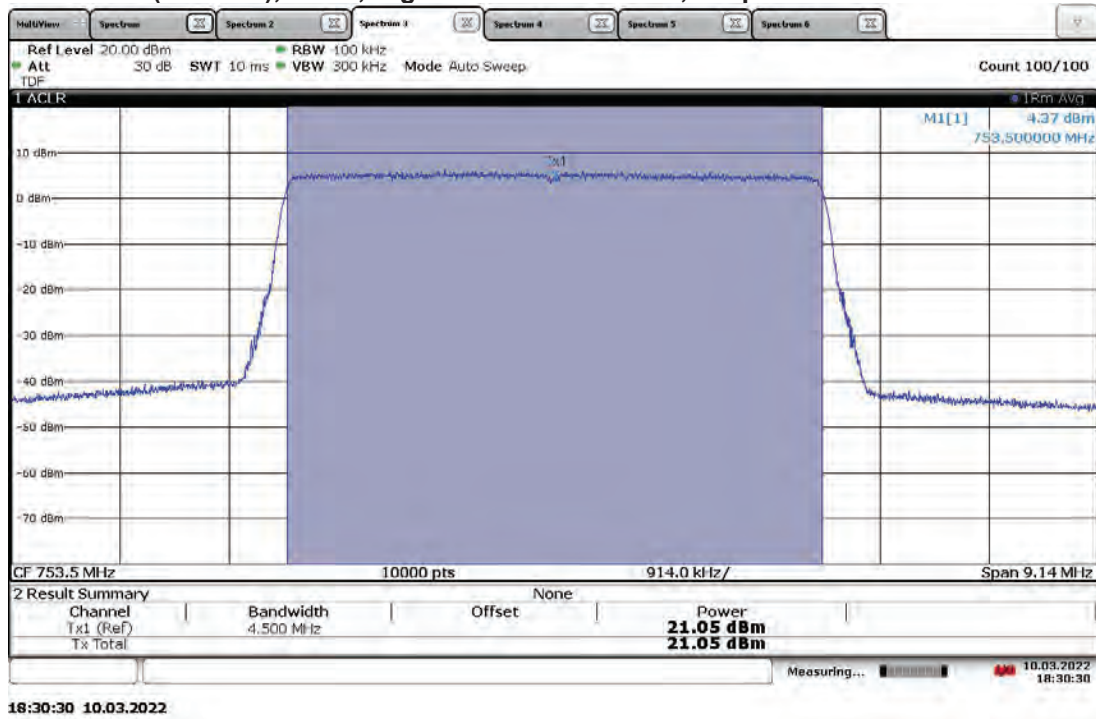 MultiView Spectrum Spectrum 2 Spectrum 3 Spectrum 4 Spectrum 5 Spectrum 6
Ref Level 20.00 dBm RBW 100 kHz
Att 30 dB SWT 10 ms VBW 300 kHz Mode Auto Sweep Count 100/100
TDF
1 ACLR 1Rm Avg
M1[1] 4.37 dBm
753.500000 MHz
10 dBm
Tx1
0 dBm
-10 dBm
-20 dBm
-30 dBm
-40 dBm
-50 dBm
-60 dBm
-70 dBm
CF 753.5 MHz 10000 pts 914.0 kHz/ Span 9.14 MHz
2 Result Summary None
Channel Bandwidth Offset Power
Tx1 (Ref) 4.500 MHz 21.05 dBm
Tx Total 21.05 dBm
Measuring... 10.03.2022
18:30:30
18:30:30 10.03.2022